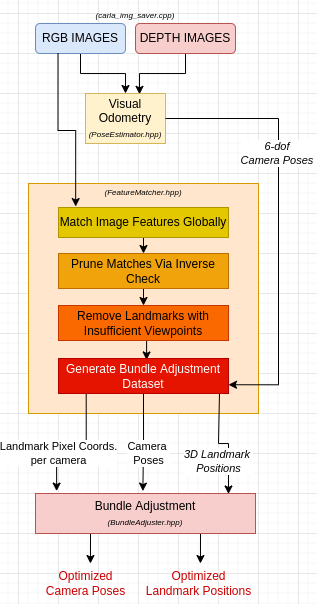 (carla_img_saver.cpp)
RGB IMAGES
DEPTH IMAGES
Visual
Odometry
(PoseEstimator.hpp)
6-dof
Camera Poses
(FeatureMatcher.hpp)
Match Image Features Globally
Prune Matches Via Inverse
Check
Remove Landmarks with
Insufficient Viewpoints
Generate Bundle Adjustment
Dataset
Landmark Pixel Coords.
per camera
Camera
Poses
3D Landmark
Positions
Bundle Adjustment
(BundleAdjuster.hpp)
Optimized
Camera Poses
Optimized
Landmark Positions